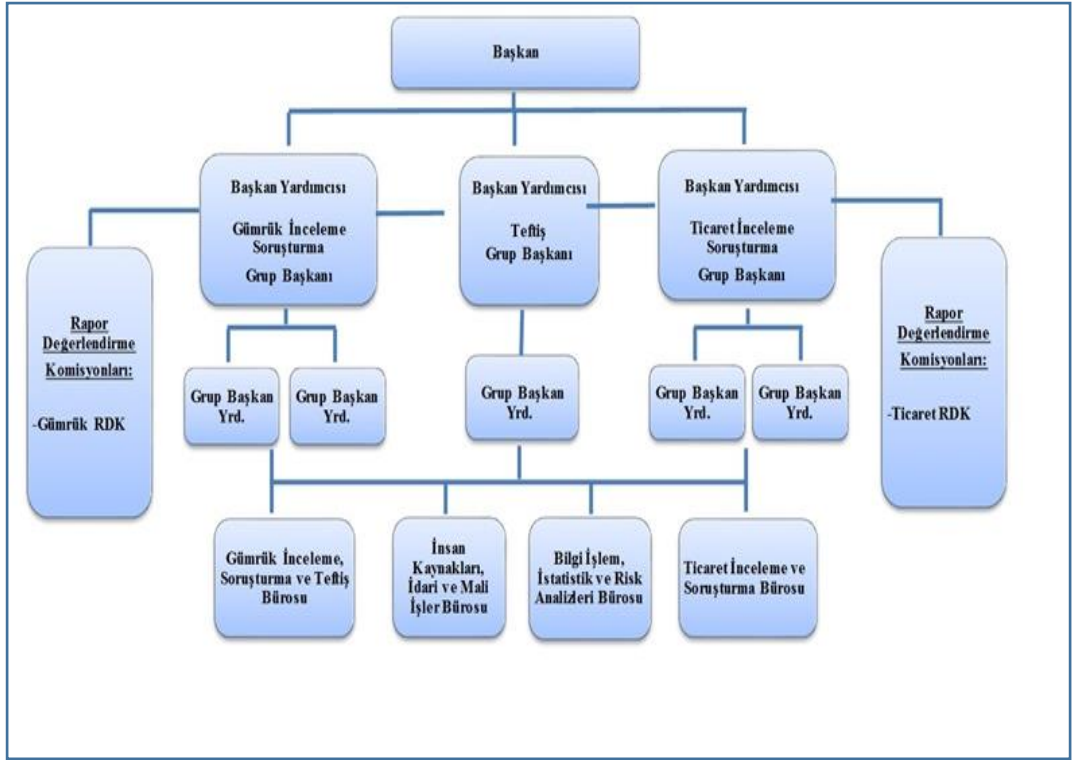 Başkan
Başkan Yardımcısı
Gümrük İnceleme
Soruşturma
Grup Başkanı
Başkan Yardımcısı
Teftiş
Grup Başkanı
Başkan Yardımcısı
Ticaret İnceleme
Soruşturma
Grup Başkanı
Rapor
Değerlendirme
Komisyonları:
-Gümrük RDK
Grup Başkan
Yrd.
Grup Başkan
Yrd.
Grup Başkan
Yrd.
Grup Başkan
Yrd.
Grup Başkan
Yrd.
Rapor
Değerlendirme
Komisyonları:
-Ticaret RDK
Gümrük İnceleme,
Soruşturma ve Teftiş
Bürosu
İnsan
Kaynakları,
İdari ve Mali
İşler Bürosu
Bilgi İşlem,
İstatistik ve Risk
Analizleri Bürosu
Ticaret İnceleme ve
Soruşturma Bürosu